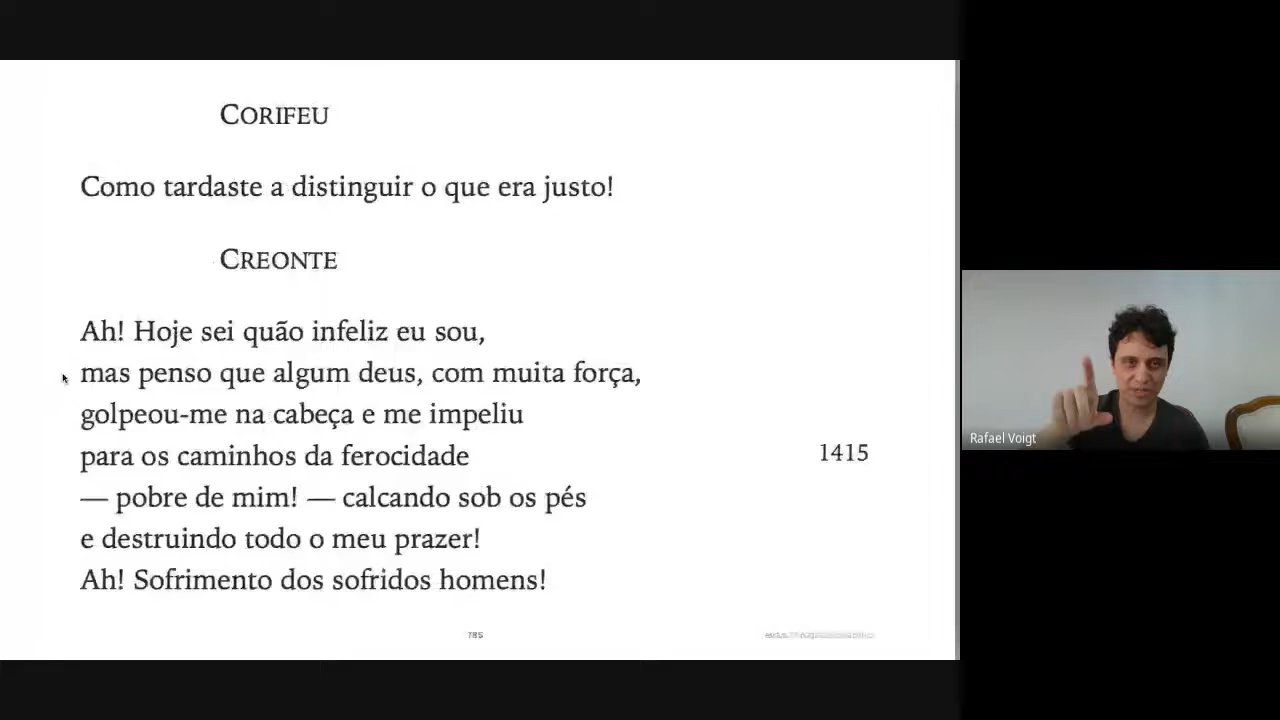 CORIFEU
Como tardaste a distinguir o que era justo!
CREONTE
Ah! Hoje sei quão infeliz eu sou,
mas penso que algum deus, com muita força,
golpeou-me na cabeça e me impeliu
para os caminhos da ferocidade
1415
— pobre de mim! — calcando sob os pés
e destruindo todo o meu prazer!
Ah! Sofrimento dos sofridos homens!
785
Rafael Voigt